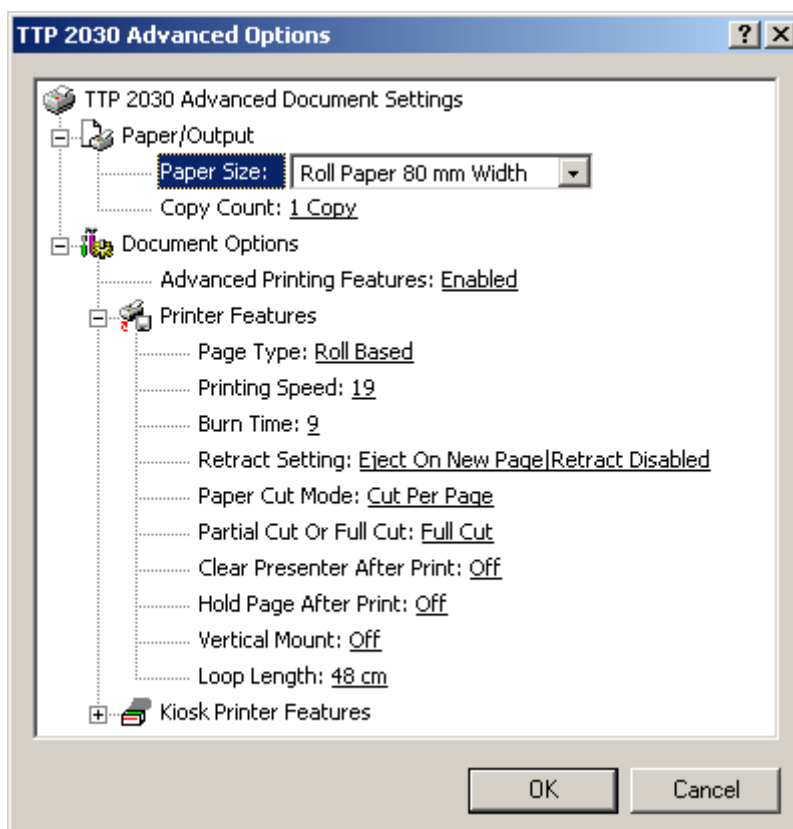 TTP 2030 Advanced Options
TTP 2030 Advanced Document Settings
Paper/Output
Paper Size: Roll Paper 80 mm Width
Copy Count: 1 Copy
Document Options
Advanced Printing Features: Enabled
Printer Features
Page Type: Roll Based
Printing Speed: 19
Burn Time: 9
Retract Setting: Eject On New Page|Retract Disabled
Paper Cut Mode: Cut Per Page
Partial Cut Or Full Cut: Full Cut
Clear Presenter After Print: Off
Hold Page After Print: Off
Vertical Mount: Off
Loop Length: 48 cm
Kiosk Printer Features
OK Cancel